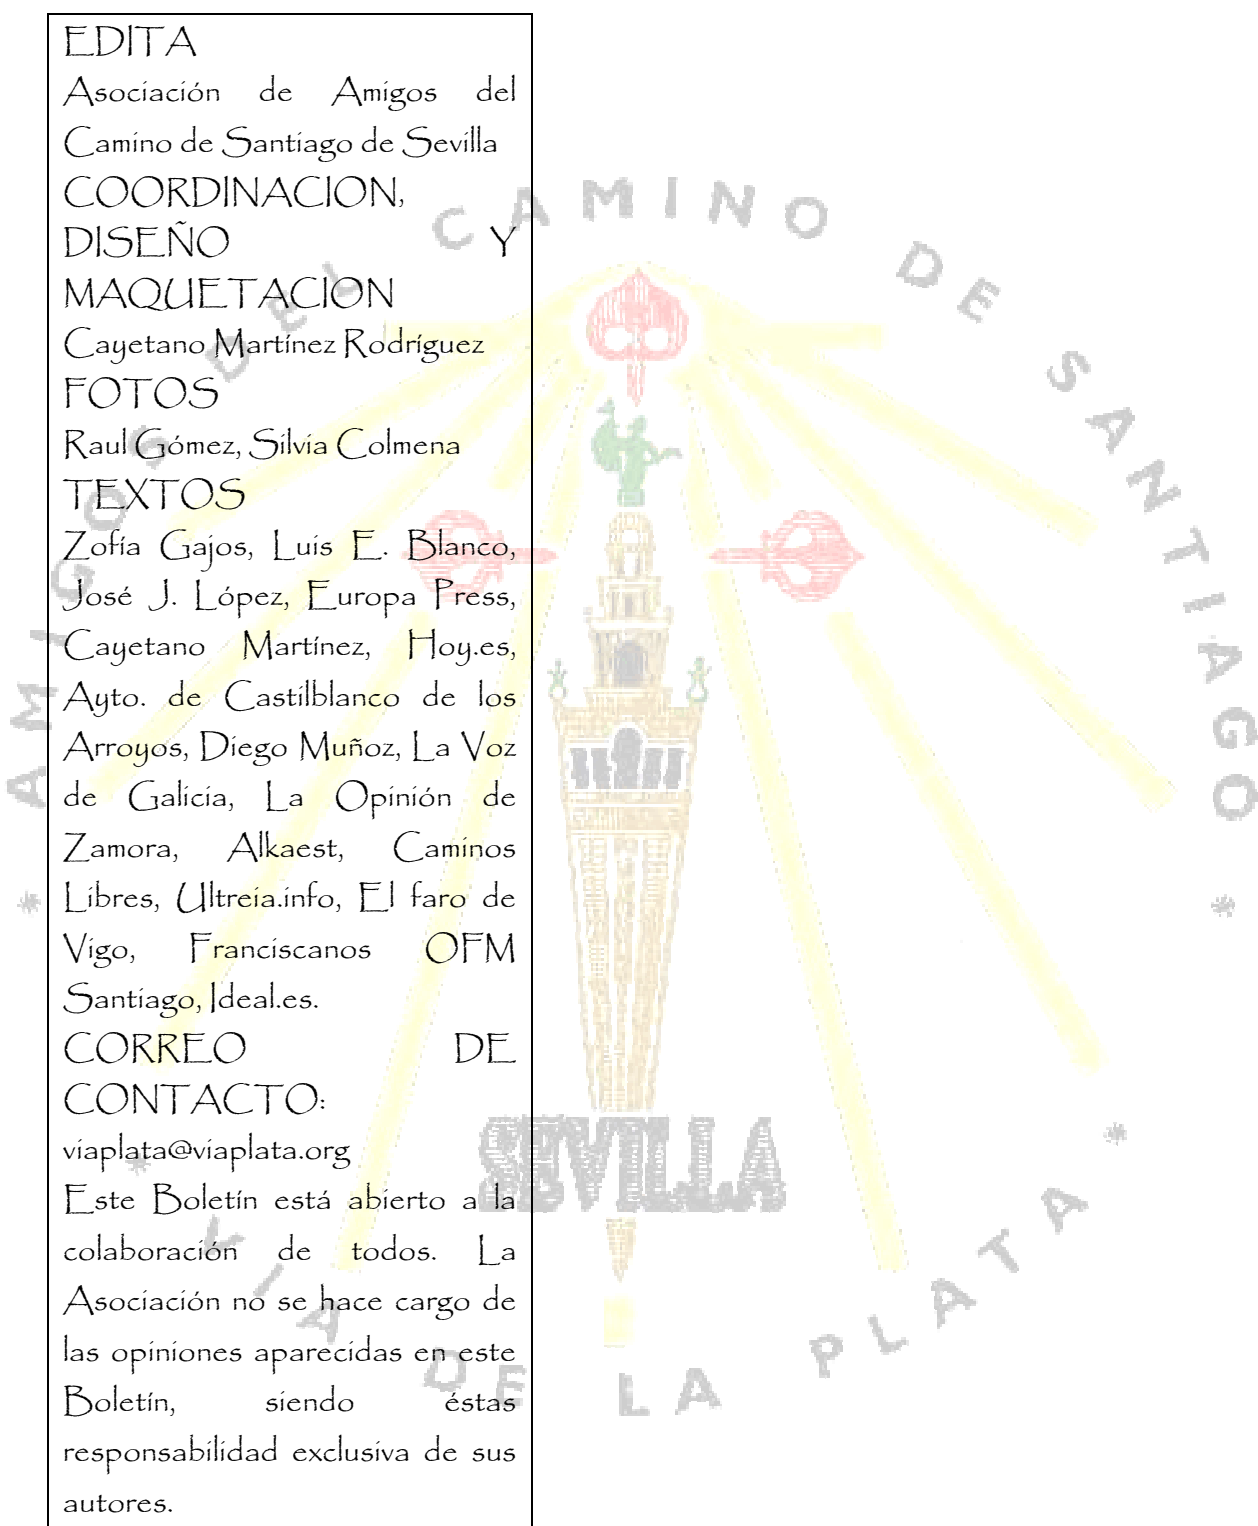 EDITA
Asociación de Amigos del
Camino de Santiago de Sevilla
COORDINACION,
DISEÑO Y
MAQUETACION
Cayetano Martínez Rodríguez
FOTOS
Raul Gómez, Silvia Colmena
TEXTOS
Zofía Gajos, Luis E. Blanco,
José J. López, Europa Press,
Cayetano Martínez, Hoy.es,
Ayto. de Castilblanco de los
Arroyos, Diego Muñoz, La Voz
de Galicia, La Opinión de
Zamora, Alkaest, Caminos
Libres, Ultreia.info, El faro de
Vigo, Franciscanos OFM
Santiago, Ideal.es.
CORREO DE
CONTACTO:
viaplata@viaplata.org
Este Boletín está abierto a la
colaboración de todos. La
Asociación no se hace cargo de
las opiniones aparecidas en este
Boletín, siendo éstas
responsabilidad exclusiva de sus
autores.
* AMIGOS DEL CAMINO DE SANTIAGO *
SEVILLA
* VIA DE LA PLATA *